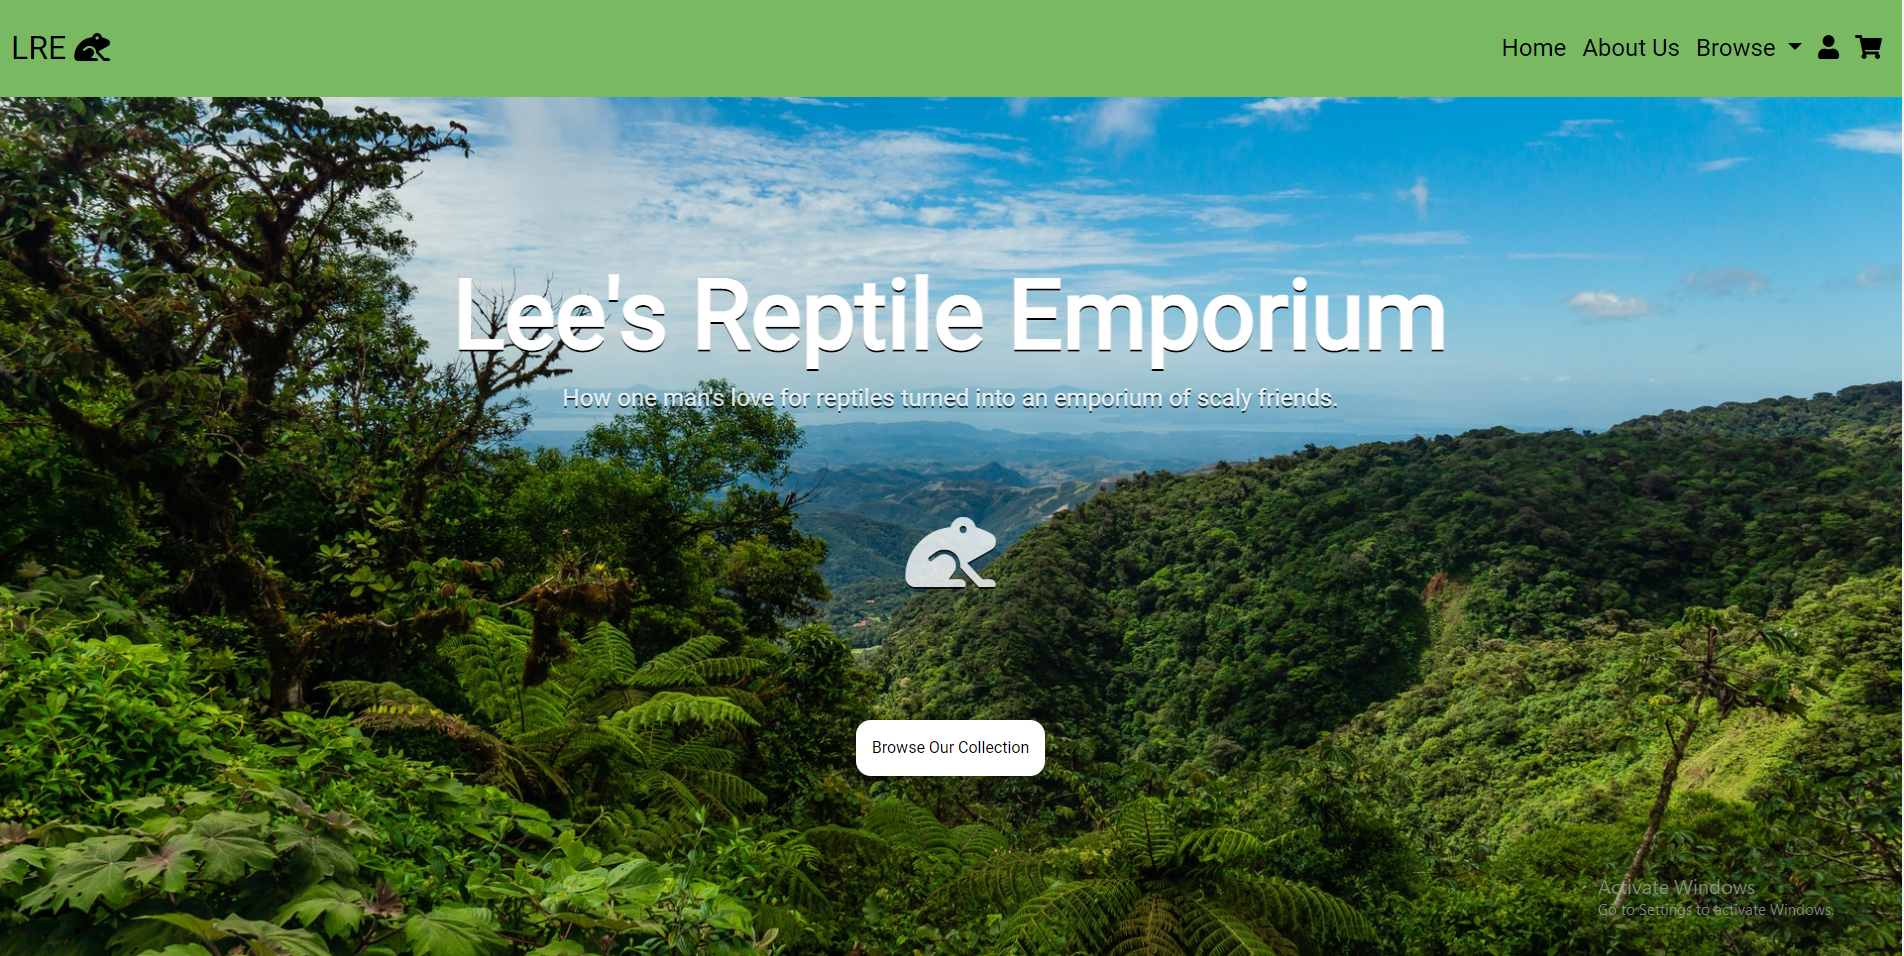 LRE
Home About Us Browse
Lee's Reptile Emporium
How one man's love for reptiles turned into an emporium of scaly friends.
Browse Our Collection
Activate Windows
Go to Settings to activate Windows.